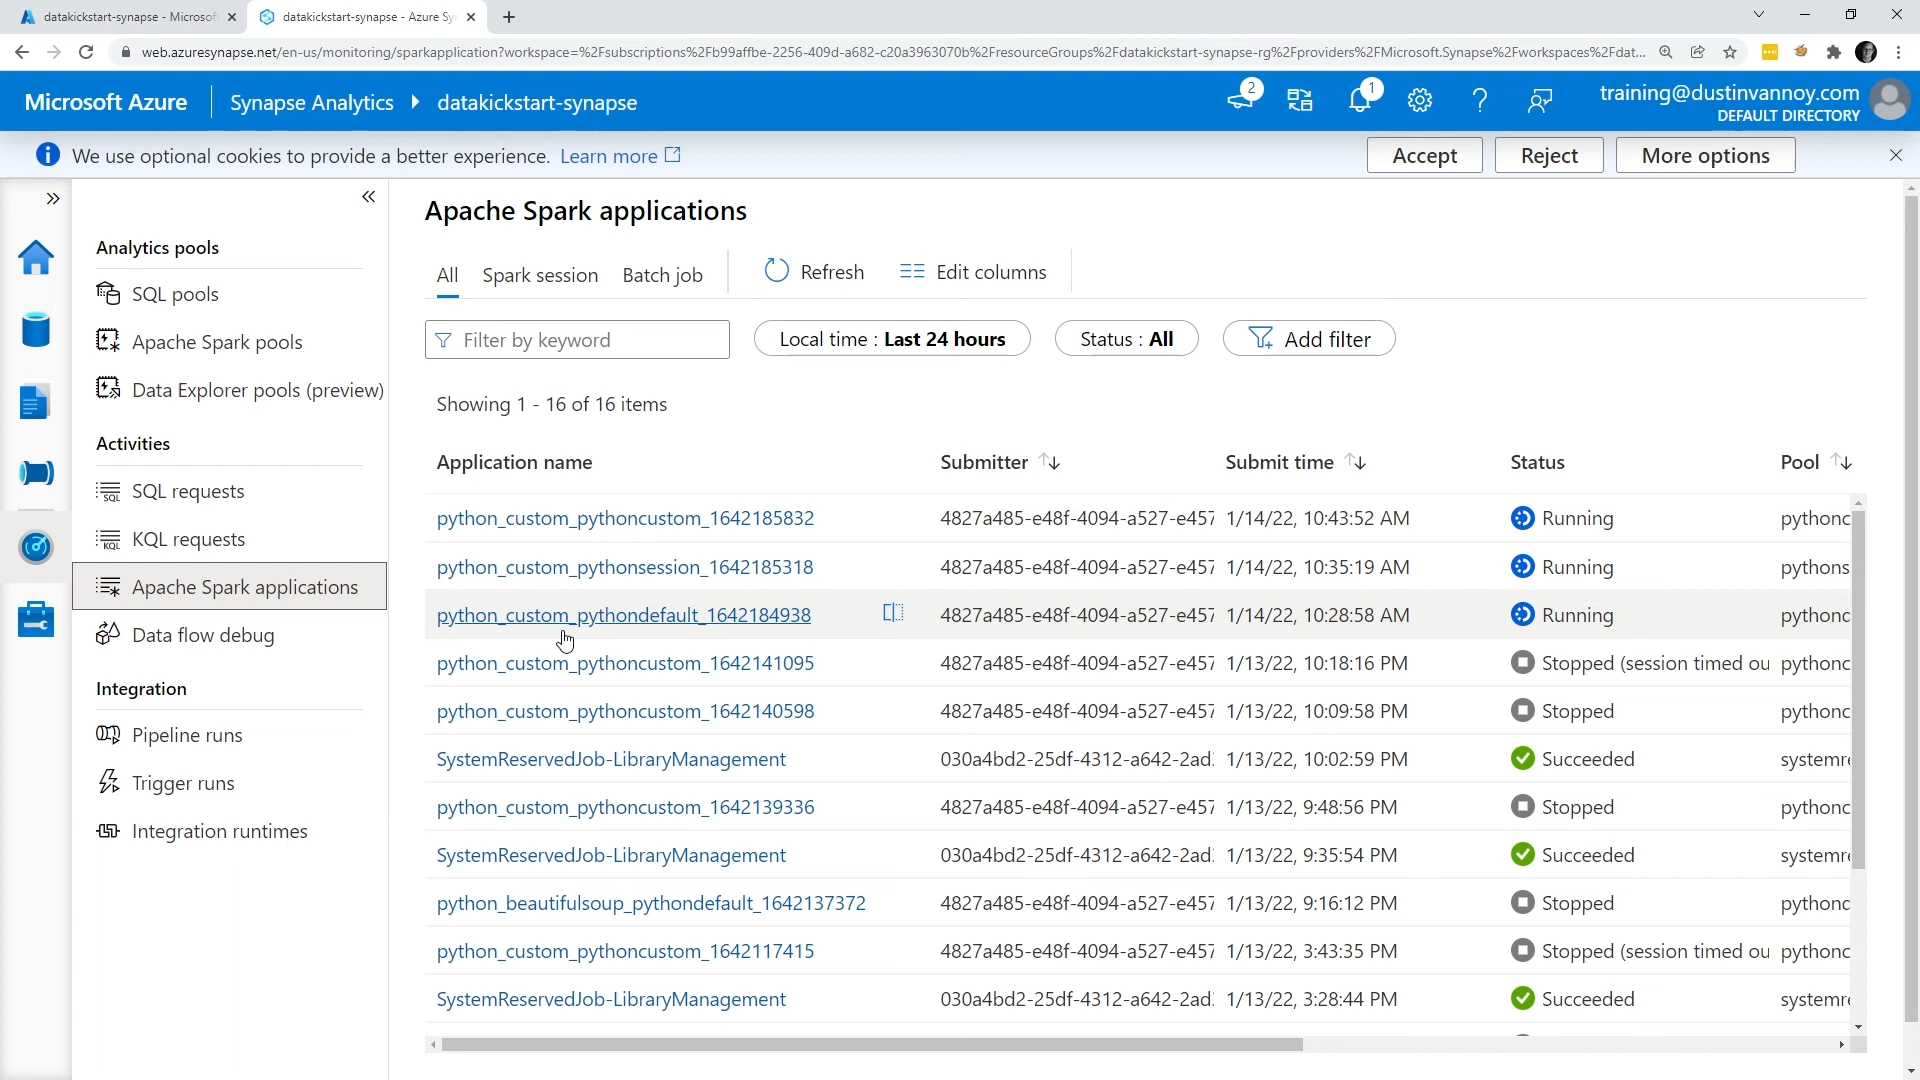 datakickstart-synapse - Microsof
datakickstart-synapse - Azure Sy
web.azuresynapse.net/en-us/monitoring/sparkapplication?workspace=%2Fsubscriptions%2Fb99affbe-2256-409d-a682-c20a3963070b%2FresourceGroups%2Fdatakickstart-synapse-rg%2Fproviders%2FMicrosoft.Synapse%2Fworkspaces%2Fdat...
Microsoft Azure
Synapse Analytics
datakickstart-synapse
2
1
training@dustinvannoy.com
DEFAULT DIRECTORY
We use optional cookies to provide a better experience. Learn more
Accept
Reject
More options
Analytics pools
SQL pools
Apache Spark pools
Data Explorer pools (preview)
Activities
SQL requests
KQL requests
Apache Spark applications
Data flow debug
Integration
Pipeline runs
Trigger runs
Integration runtimes
Apache Spark applications
All Spark session Batch job Refresh Edit columns
Filter by keyword
Local time : Last 24 hours
Status : All
Add filter
Showing 1 - 16 of 16 items
Application name Submitter Submit time Status Pool
python_custom_pythoncustom_1642185832 4827a485-e48f-4094-a527-e457 1/14/22, 10:43:52 AM Running pythonc
python_custom_pythonsession_1642185318 4827a485-e48f-4094-a527-e457 1/14/22, 10:35:19 AM Running pythons
python_custom_pythondefault_1642184938 4827a485-e48f-4094-a527-e457 1/14/22, 10:28:58 AM Running pythond
python_custom_pythoncustom_1642141095 4827a485-e48f-4094-a527-e457 1/13/22, 10:18:16 PM Stopped (session timed ou pythonc
python_custom_pythoncustom_1642140598 4827a485-e48f-4094-a527-e457 1/13/22, 10:09:58 PM Stopped pythonc
SystemReservedJob-LibraryManagement 030a4bd2-25df-4312-a642-2ad 1/13/22, 10:02:59 PM Succeeded systemre
python_custom_pythoncustom_1642139336 4827a485-e48f-4094-a527-e457 1/13/22, 9:48:56 PM Stopped pythonc
SystemReservedJob-LibraryManagement 030a4bd2-25df-4312-a642-2ad 1/13/22, 9:35:54 PM Succeeded systemre
python_beautifulsoup_pythondefault_1642137372 4827a485-e48f-4094-a527-e457 1/13/22, 9:16:12 PM Stopped pythond
python_custom_pythoncustom_1642117415 4827a485-e48f-4094-a527-e457 1/13/22, 3:43:35 PM Stopped (session timed ou pythonc
SystemReservedJob-LibraryManagement 030a4bd2-25df-4312-a642-2ad 1/13/22, 3:28:44 PM Succeeded systemre